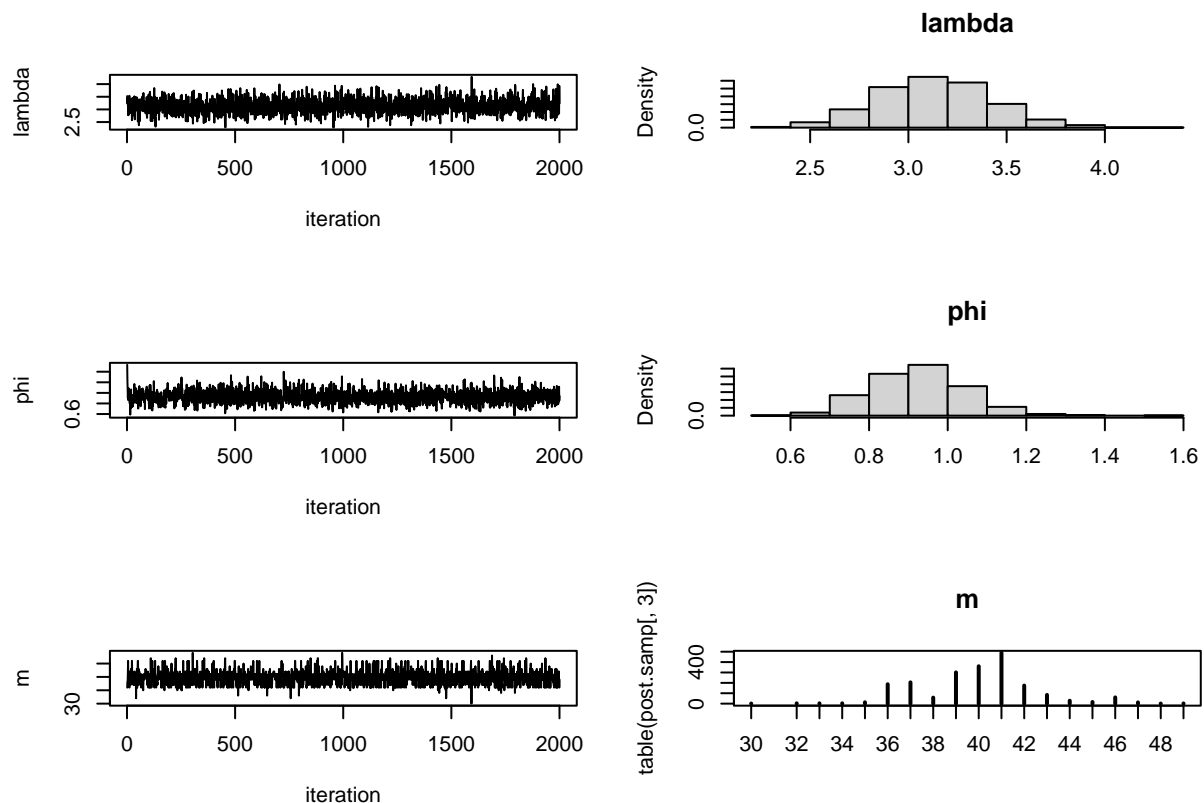 lambda
lambda
2.5
0 500 1000 1500 2000
iteration
Density
0.0
2.5 3.0 3.5 4.0
phi
phi
0.6
0 500 1000 1500 2000
iteration
Density
0.0
0.6 0.8 1.0 1.2 1.4 1.6
m
m
30
0 500 1000 1500 2000
iteration
table(post.samp[, 3])
0 400
30 32 34 36 38 40 42 44 46 48